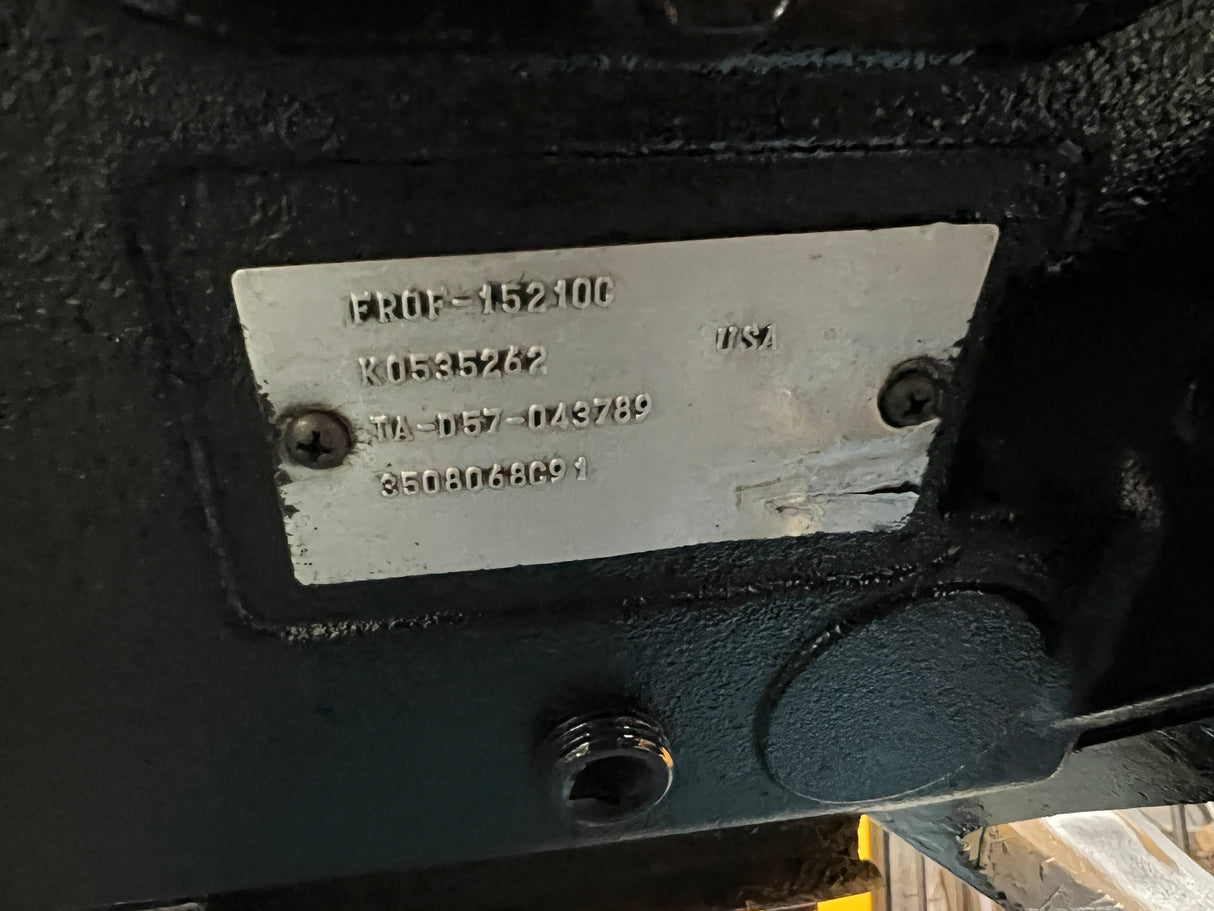 FROF-15210C
USA
K0535262
TA-D57-043789
3508068C91